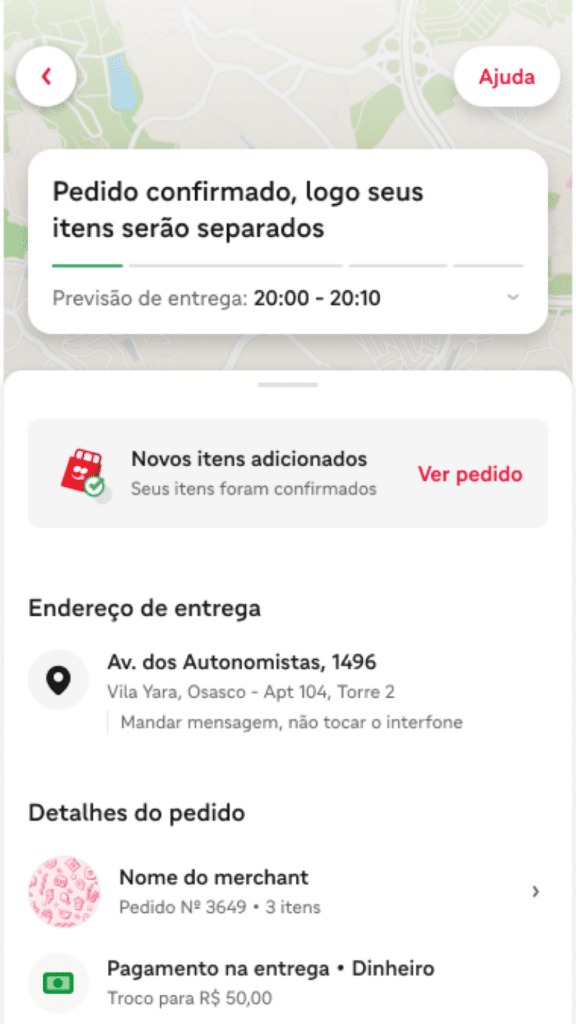 Ajuda
Pedido confirmado, logo seus
itens serão separados
Previsão de entrega: 20:00 - 20:10
Novos itens adicionados
Seus itens foram confirmados
Ver pedido
Endereço de entrega
Av. dos Autonomistas, 1496
Vila Yara, Osasco - Apt 104, Torre 2
Mandar mensagem, não tocar o interfone
Detalhes do pedido
Nome do merchant
Pedido Nº 3649 • 3 itens
Pagamento na entrega • Dinheiro
Troco para R$ 50,00